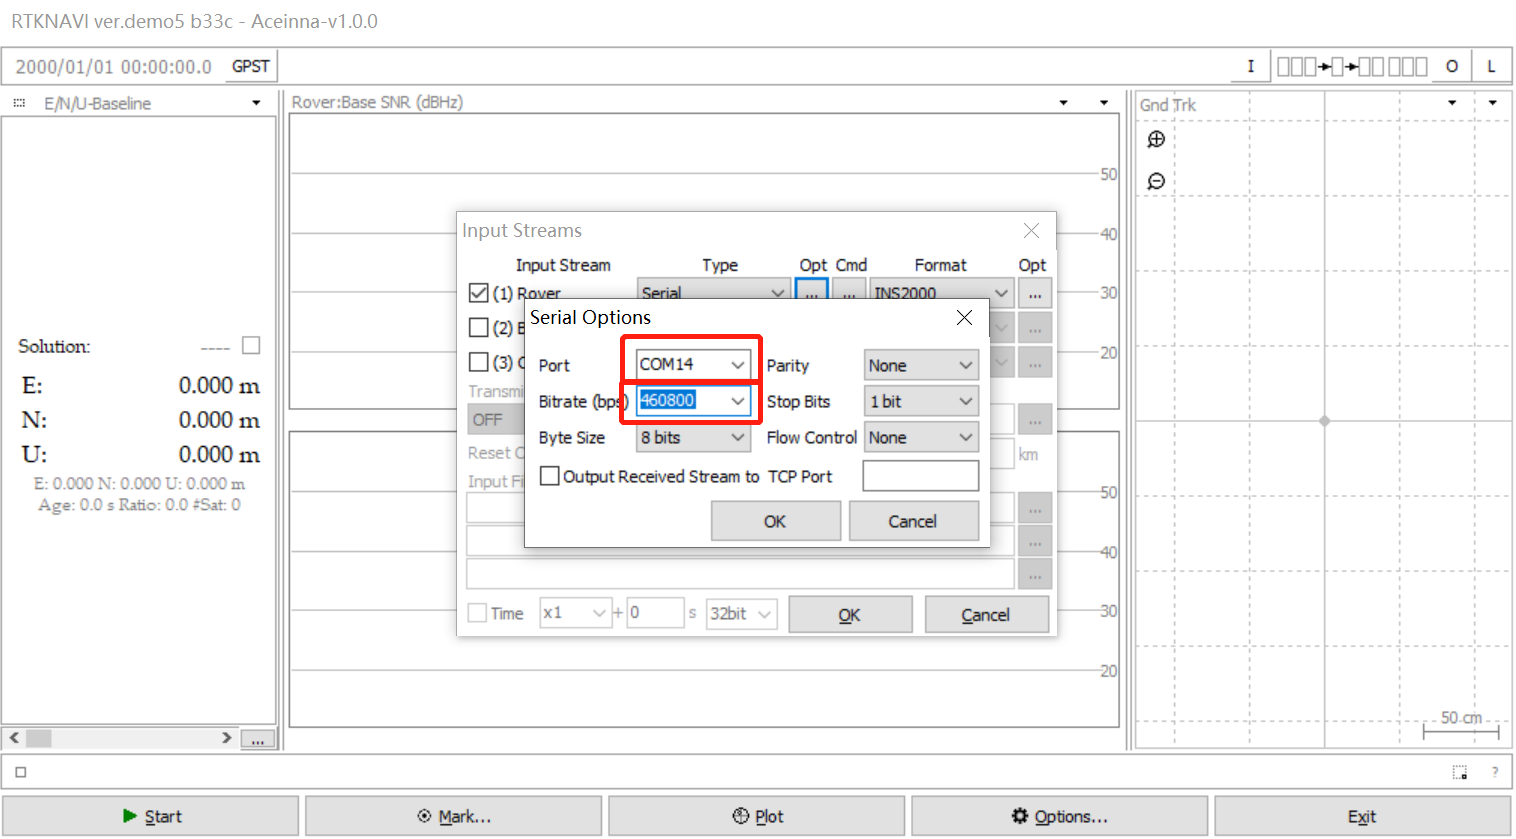 RTKNAVI ver.demo5 b33c - Aceinna-v1.0.0
2000/01/01 00:00:00.0 GPST
I O L
E/N/U-Baseline
Rover:Base SNR (dBHz)
Gnd Trk
50
40
30
20
Input Streams
Input Stream Type Opt Cmd Format Opt
(1) Rover Serial ... ... INS2000 ...
(2) ...
(3) ...
Transmi
OFF ...
Reset km
Input Fi
...
...
...
Time x1 + 0 s 32bit OK Cancel
Serial Options
Port COM14 Parity None
Bitrate (bps) 460800 Stop Bits 1 bit
Byte Size 8 bits Flow Control None
Output Received Stream to TCP Port
OK Cancel
Solution: ----
E: 0.000 m
N: 0.000 m
U: 0.000 m
E: 0.000 N: 0.000 U: 0.000 m
Age: 0.0 s Ratio: 0.0 #Sat: 0
...
50
40
30
20
50 cm
?
Start Mark... Plot Options... Exit